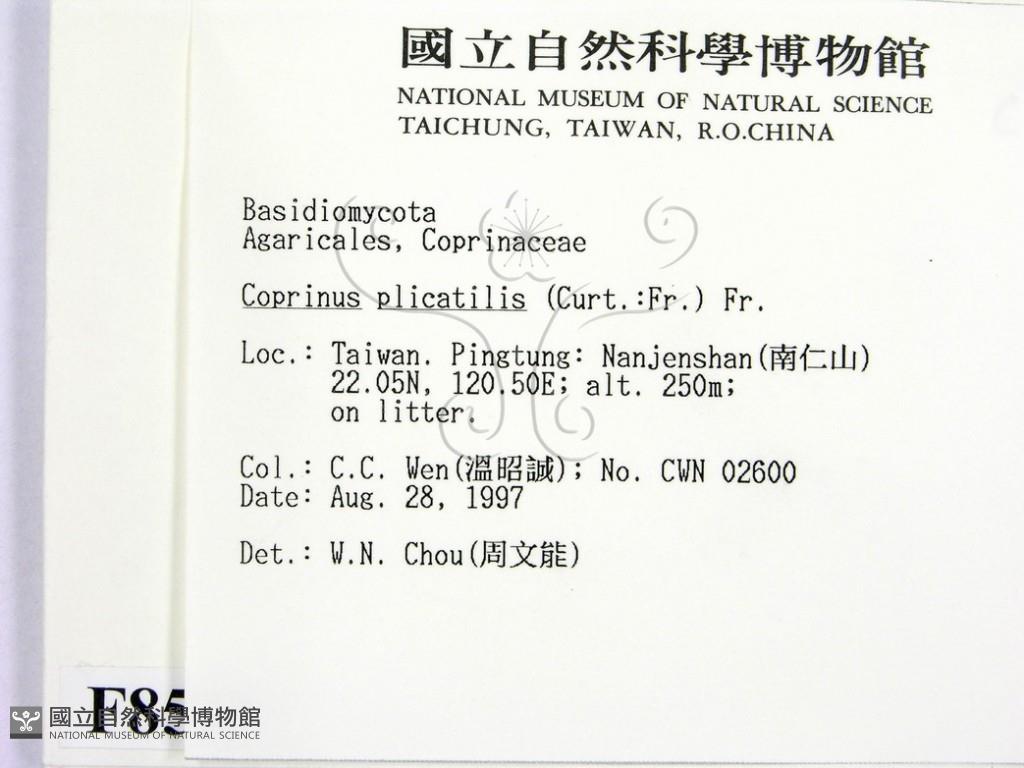 國立自然科學博物館
NATIONAL MUSEUM OF NATURAL SCIENCE
TAICHUNG, TAIWAN, R.O.CHINA
Basidiomycota
Agaricales, Coprinaceae
Coprinus plicatilis (Curt.:Fr.) Fr.
Loc.: Taiwan. Pingtung: Nanjenshan(南仁山)
22.05N, 120.50E; alt. 250m;
on litter.
Col.: C.C. Wen(溫昭誠); No. CWN 02600
Date: Aug. 28, 1997
Det.: W.N. Chou(周文能)
F85
國立自然科學博物館
NATIONAL MUSEUM OF NATURAL SCIENCE